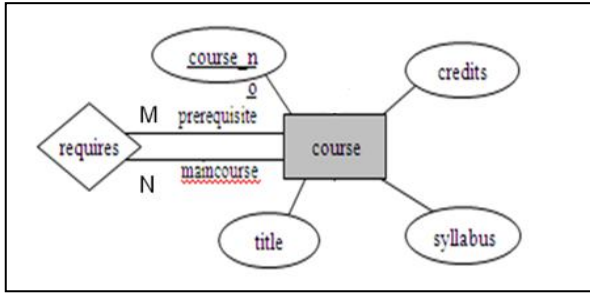 course_n
o
credits
M
prerequisite
requires
course
maincourse
N
title
syllabus